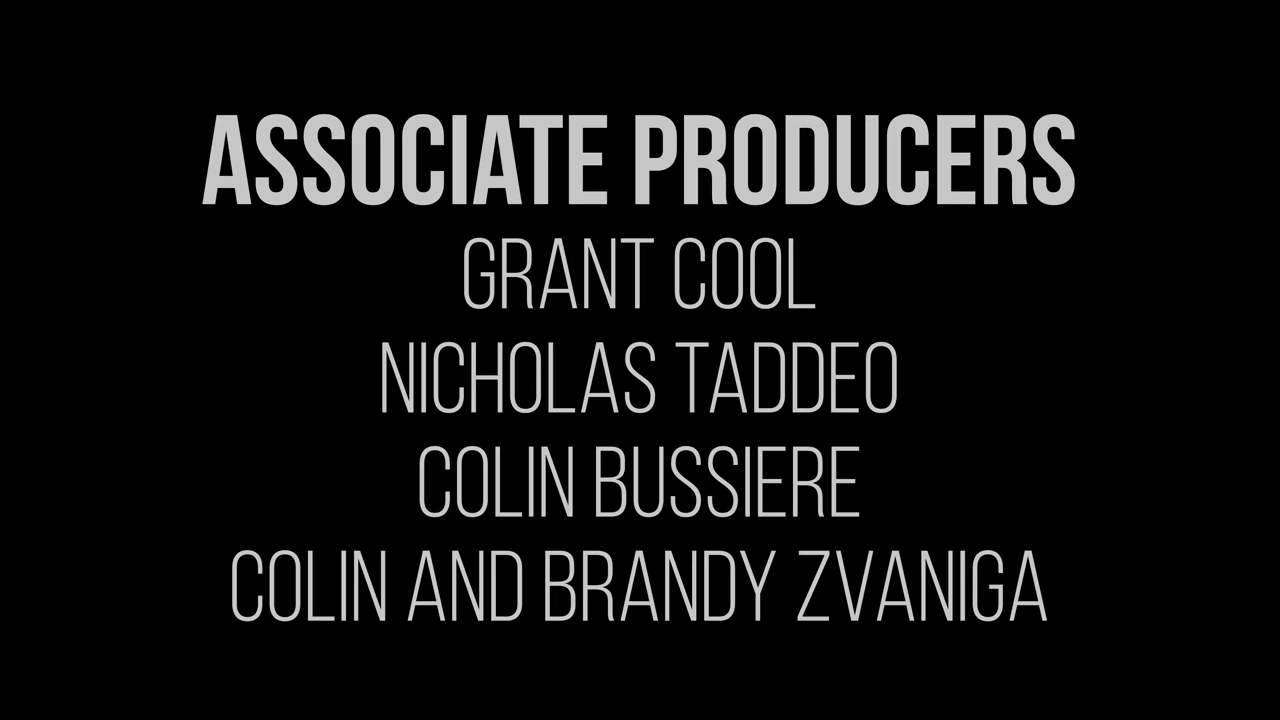 ASSOCIATE PRODUCERS
GRANT COOL
NICHOLAS TADDEO
COLIN BUSSIERE
COLIN AND BRANDY ZVANIGA